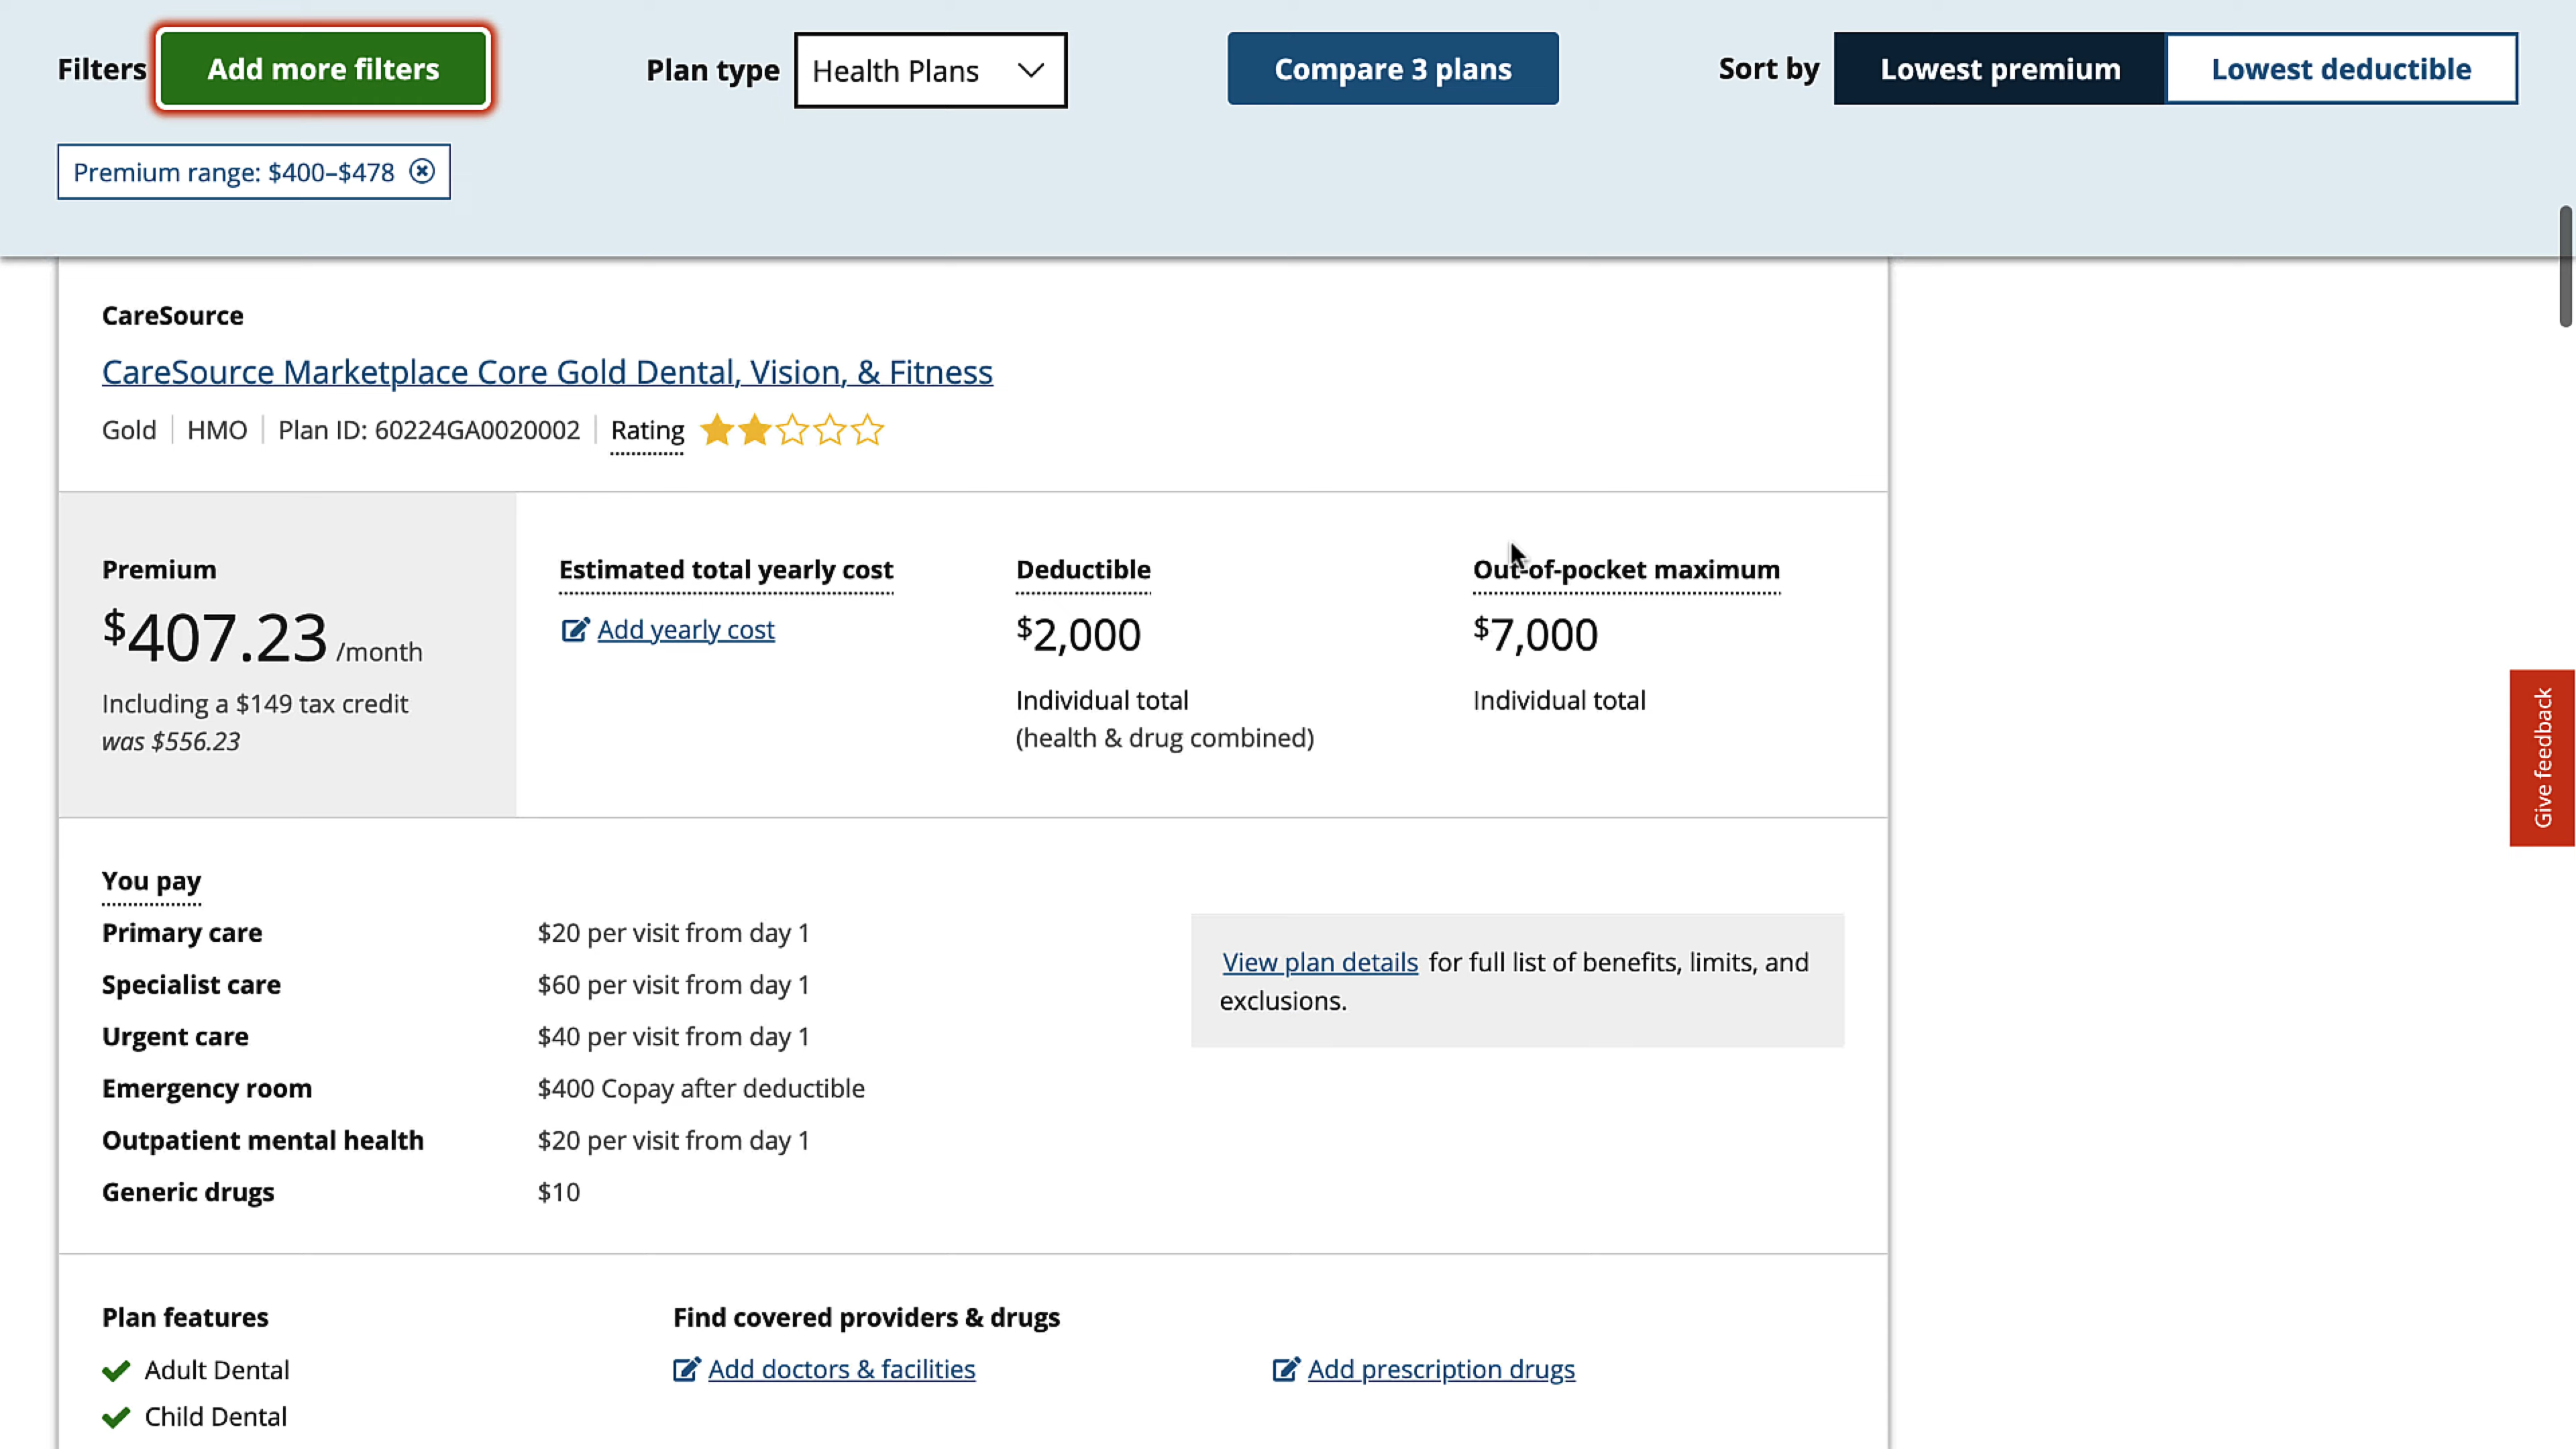 Filters Add more filters Plan type Health Plans Compare 3 plans Sort by Lowest premium Lowest deductible
Premium range: $400–$478
CareSource
CareSource Marketplace Core Gold Dental, Vision, & Fitness
Gold HMO Plan ID: 60224GA0020002 Rating
Premium
$407.23 /month
Including a $149 tax credit
was $556.23
Estimated total yearly cost
Add yearly cost
Deductible
$2,000
Individual total
(health & drug combined)
Out-of-pocket maximum
$7,000
Individual total
Give feedback
You pay
Primary care $20 per visit from day 1
Specialist care $60 per visit from day 1
Urgent care $40 per visit from day 1
Emergency room $400 Copay after deductible
Outpatient mental health $20 per visit from day 1
Generic drugs $10
View plan details for full list of benefits, limits, and
exclusions.
Plan features
Adult Dental
Child Dental
Find covered providers & drugs
Add doctors & facilities
Add prescription drugs